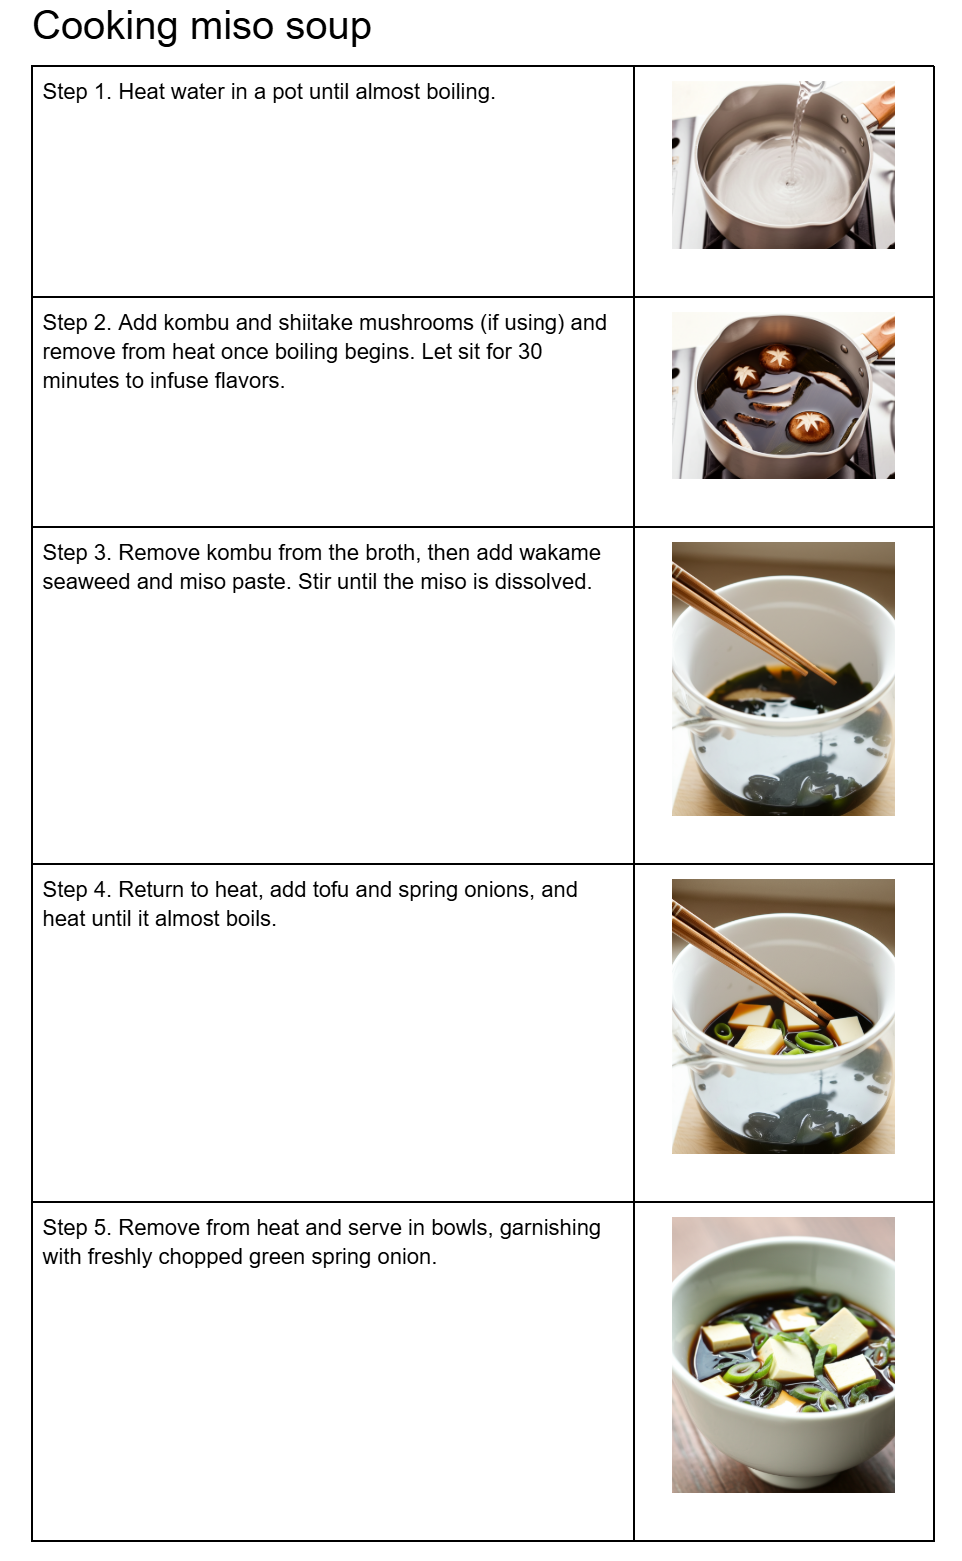 Cooking miso soup
Step 1. Heat water in a pot until almost boiling.
Step 2. Add kombu and shiitake mushrooms (if using) and
remove from heat once boiling begins. Let sit for 30
minutes to infuse flavors.
Step 3. Remove kombu from the broth, then add wakame
seaweed and miso paste. Stir until the miso is dissolved.
Step 4. Return to heat, add tofu and spring onions, and
heat until it almost boils.
Step 5. Remove from heat and serve in bowls, garnishing
with freshly chopped green spring onion.